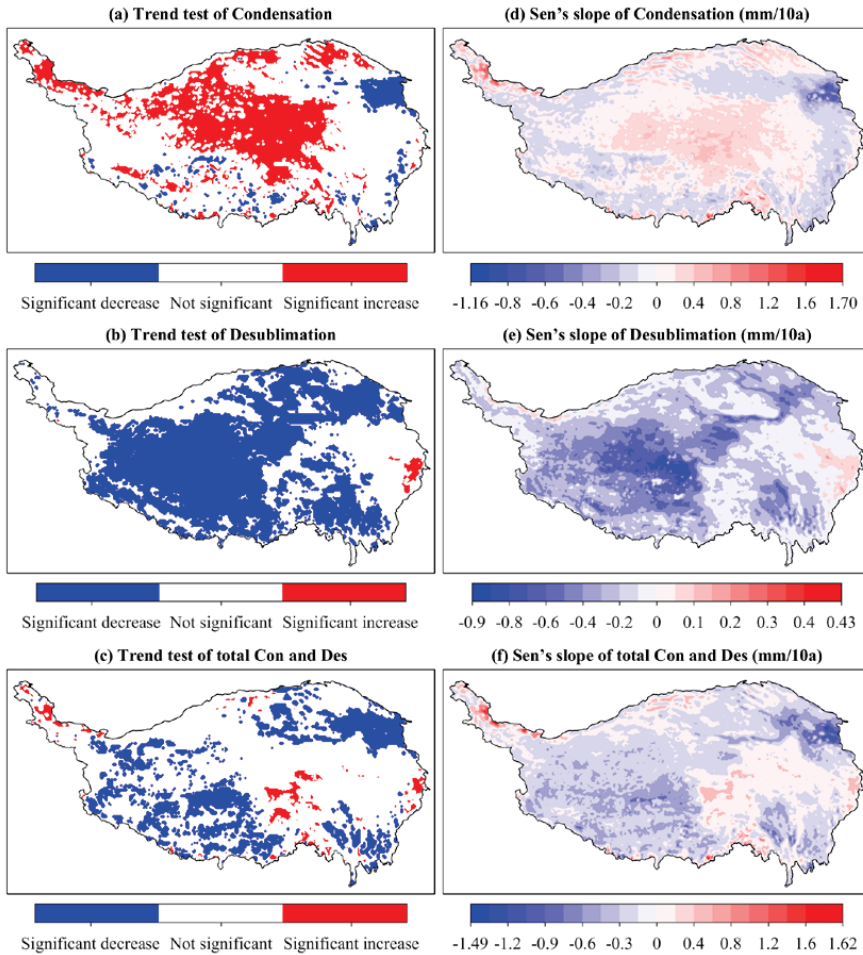 (a) Trend test of Condensation
(d) Sen's slope of Condensation (mm/10a)
Significant decrease Not significant Significant increase
-1.16 -0.8 -0.6 -0.4 -0.2 0 0.4 0.8 1.2 1.6 1.70
(b) Trend test of Desublimation
(e) Sen's slope of Desublimation (mm/10a)
Significant decrease Not significant Significant increase
-0.9 -0.8 -0.6 -0.4 -0.2 0 0.1 0.2 0.3 0.4 0.43
(c) Trend test of total Con and Des
(f) Sen's slope of total Con and Des (mm/10a)
Significant decrease Not significant Significant increase
-1.49 -1.2 -0.9 -0.6 -0.3 0 0.4 0.8 1.2 1.6 1.62